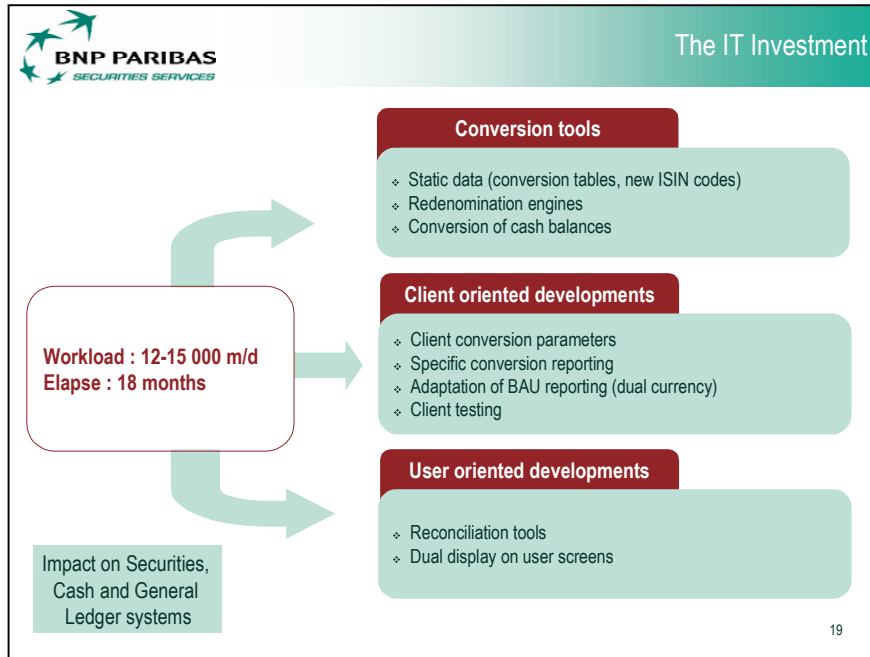 BNP PARIBAS
SECURITIES SERVICES
The IT Investment
Conversion tools
❖ Static data (conversion tables, new ISIN codes)
❖ Redenomination engines
❖ Conversion of cash balances
Client oriented developments
❖ Client conversion parameters
❖ Specific conversion reporting
❖ Adaptation of BAU reporting (dual currency)
❖ Client testing
Workload : 12-15 000 m/d
Elapse : 18 months
User oriented developments
❖ Reconciliation tools
❖ Dual display on user screens
Impact on Securities,
Cash and General
Ledger systems
19